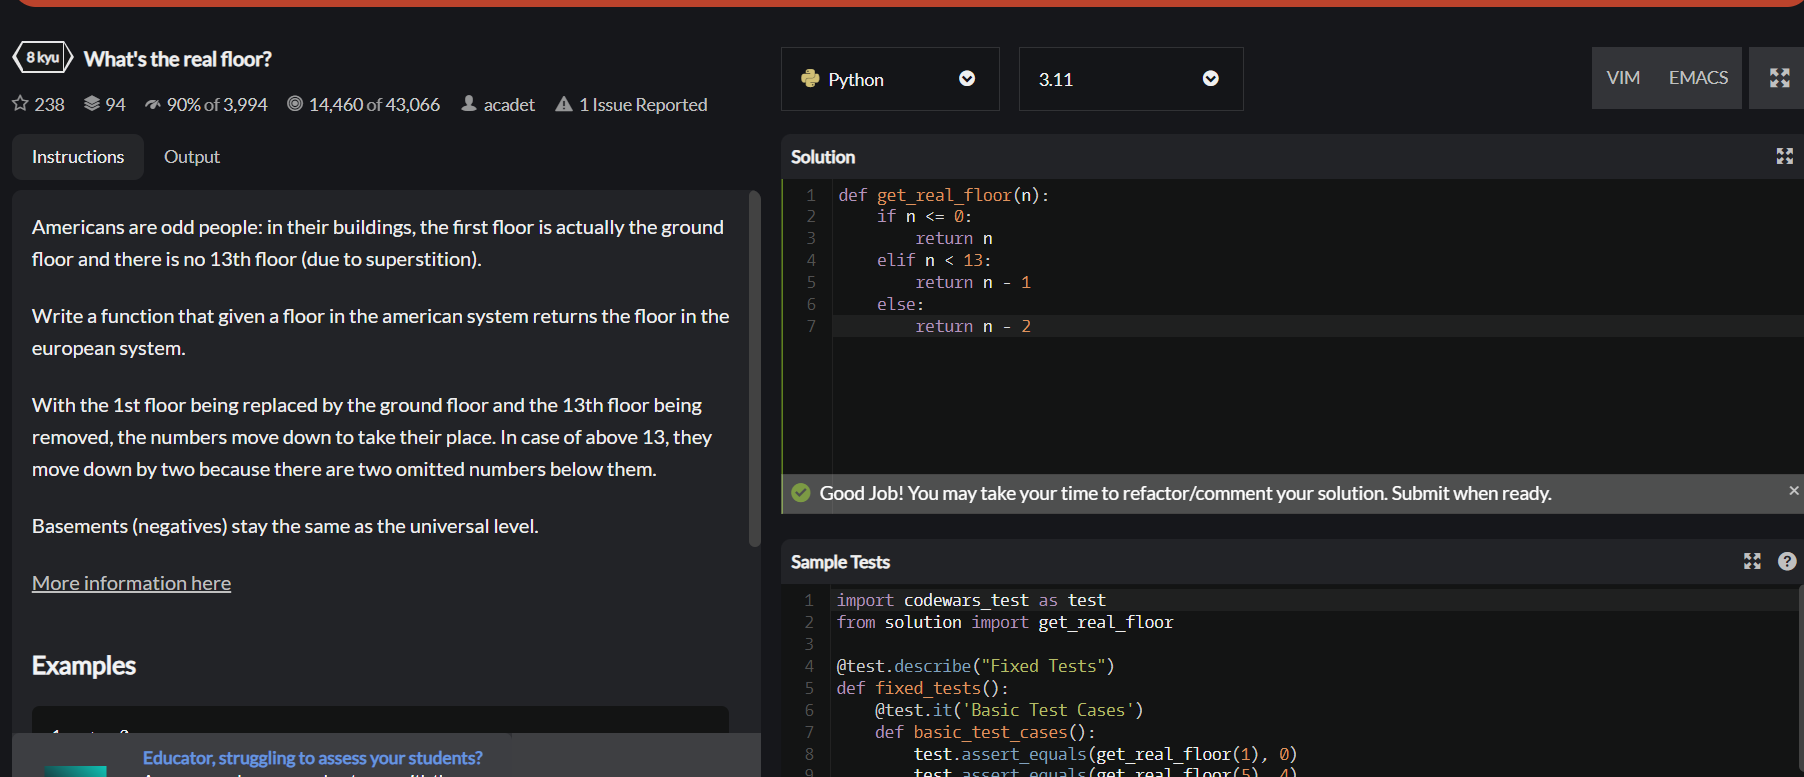 8 kyu What's the real floor?
238 94 90% of 3,994 14,460 of 43,066 acadet 1 Issue Reported
Instructions Output
Americans are odd people: in their buildings, the first floor is actually the ground
floor and there is no 13th floor (due to superstition).
Write a function that given a floor in the american system returns the floor in the
european system.
With the 1st floor being replaced by the ground floor and the 13th floor being
removed, the numbers move down to take their place. In case of above 13, they
move down by two because there are two omitted numbers below them.
Basements (negatives) stay the same as the universal level.
More information here
Examples
Educator, struggling to assess your students?
Python 3.11 VIM EMACS
Solution
1 def get_real_floor(n):
2     if n <= 0:
3         return n
4     elif n < 13:
5         return n - 1
6     else:
7         return n - 2
Good Job! You may take your time to refactor/comment your solution. Submit when ready. ×
Sample Tests ?
1 import codewars_test as test
2 from solution import get_real_floor
3
4 @test.describe("Fixed Tests")
5 def fixed_tests():
6     @test.it('Basic Test Cases')
7     def basic_test_cases():
8         test.assert_equals(get_real_floor(1), 0)
9         test.assert_equals(get_real_floor(5), 4)